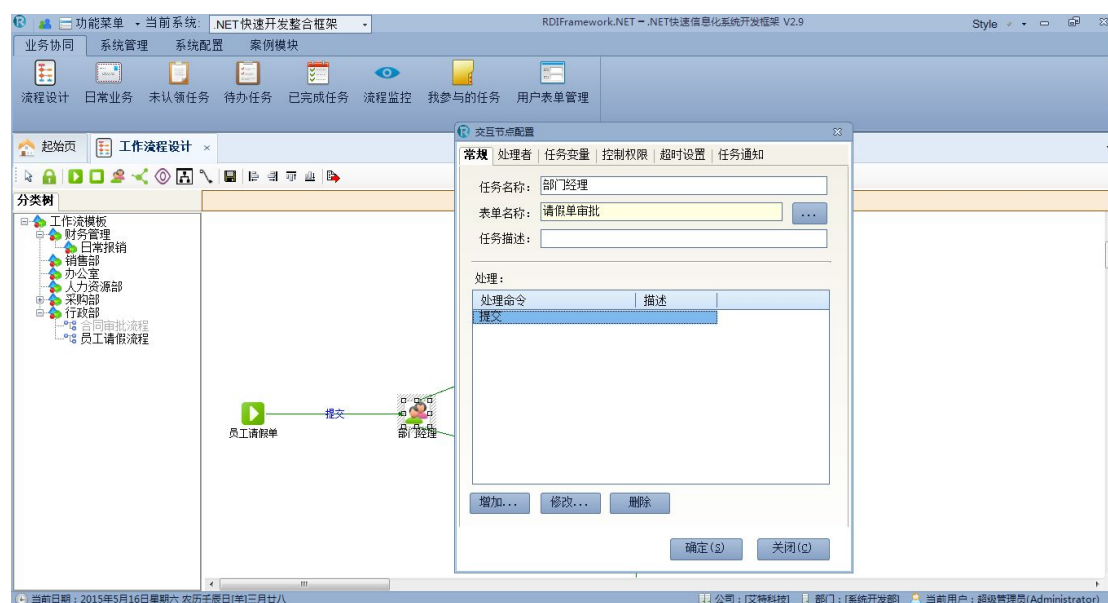 功能菜单 当前系统: .NET快速开发整合框架 RDIFramework.NET－.NET快速信息化系统开发框架 V2.9 Style
业务协同 系统管理 系统配置 案例模块
流程设计 日常业务 未认领任务 待办任务 已完成任务 流程监控 我参与的任务 用户表单管理
起始页 工作流程设计
分类树
工作流模板
财务管理
日常报销
销售部
办公室
人力资源部
采购部
行政部
合同审批流程
员工请假流程
员工请假单
提交
部门经理
交互节点配置
常规 处理者 任务变量 控制权限 超时设置 任务通知
任务名称: 部门经理
表单名称: 请假单审批 ...
任务描述:
处理:
处理命令 描述
提交
增加... 修改... 删除
确定(S) 关闭(C)
当前日期：2015年5月16日星期六 农历壬辰日[羊]三月廿八 公司：[艾特科技] 部门：[系统开发部] 当前用户：超级管理员(Administrator)